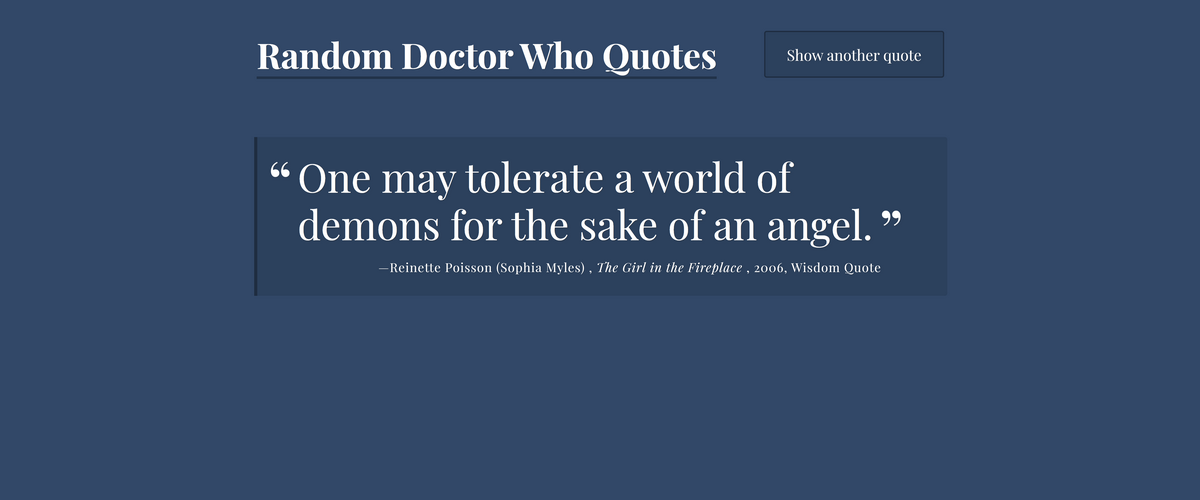 Random Doctor Who Quotes
Show another quote
“ One may tolerate a world of
demons for the sake of an angel. ”
—Reinette Poisson (Sophia Myles) , The Girl in the Fireplace , 2006, Wisdom Quote